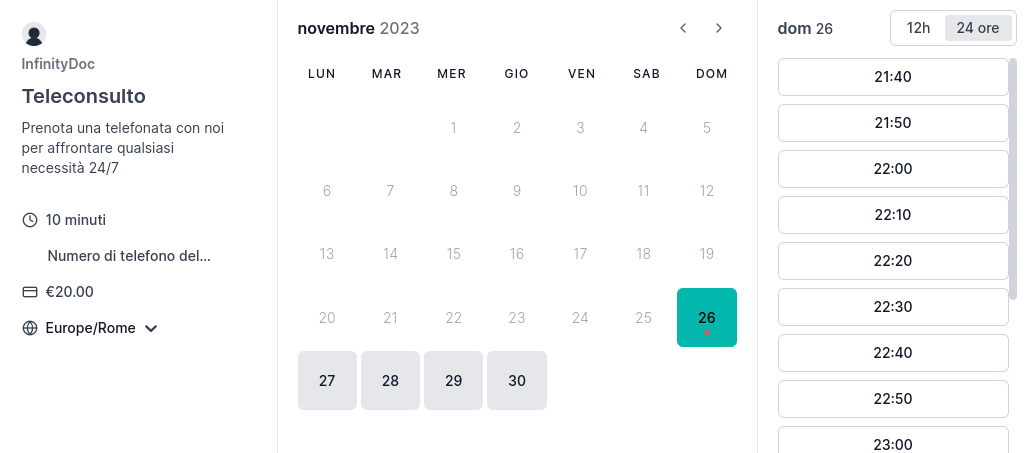 InfinityDoc
Teleconsulto
Prenota una telefonata con noi
per affrontare qualsiasi
necessità 24/7
10 minuti
Numero di telefono del...
€20.00
Europe/Rome
novembre 2023
LUN MAR MER GIO VEN SAB DOM
1 2 3 4 5
6 7 8 9 10 11 12
13 14 15 16 17 18 19
20 21 22 23 24 25 26
27 28 29 30
dom 26
12h 24 ore
21:40
21:50
22:00
22:10
22:20
22:30
22:40
22:50
23:00